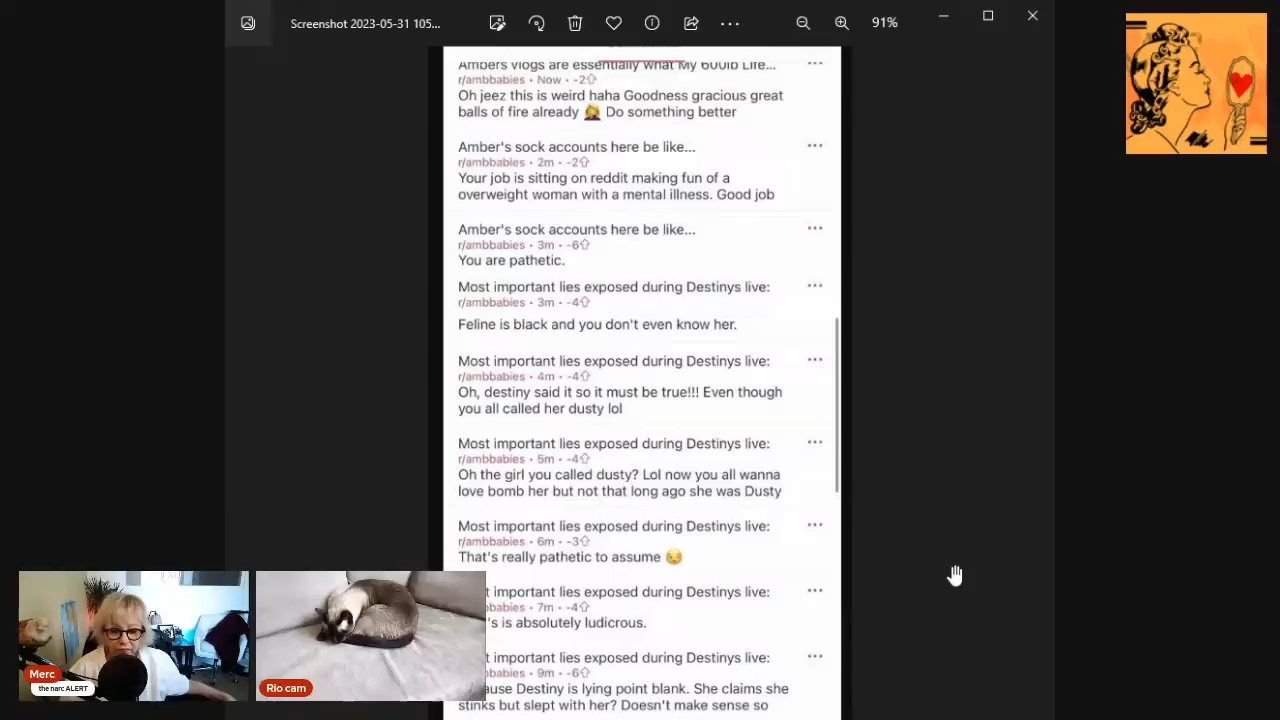 Screenshot 2023-05-31 105...
91%
Ambers vlogs are essentially what My 600lb Life...
r/ambbabies • Now • -2
Oh jeez this is weird haha Goodness gracious great
balls of fire already 🤦‍♀️ Do something better
Amber's sock accounts here be like...
r/ambbabies • 2m • -2
Your job is sitting on reddit making fun of a
overweight woman with a mental illness. Good job
Amber's sock accounts here be like...
r/ambbabies • 3m • -6
You are pathetic.
Most important lies exposed during Destinys live:
r/ambbabies • 3m • -4
Feline is black and you don't even know her.
Most important lies exposed during Destinys live:
r/ambbabies • 4m • -4
Oh, destiny said it so it must be true!!! Even though
you all called her dusty lol
Most important lies exposed during Destinys live:
r/ambbabies • 5m • -4
Oh the girl you called dusty? Lol now you all wanna
love bomb her but not that long ago she was Dusty
Most important lies exposed during Destinys live:
r/ambbabies • 6m • -3
That's really pathetic to assume 😔
t important lies exposed during Destinys live:
bbabies • 7m • -4
's is absolutely ludicrous.
t important lies exposed during Destinys live:
bbabies • 9m • -6
ause Destiny is lying point blank. She claims she
stinks but slept with her? Doesn't make sense so
Merc
the narc ALERT
Rio cam